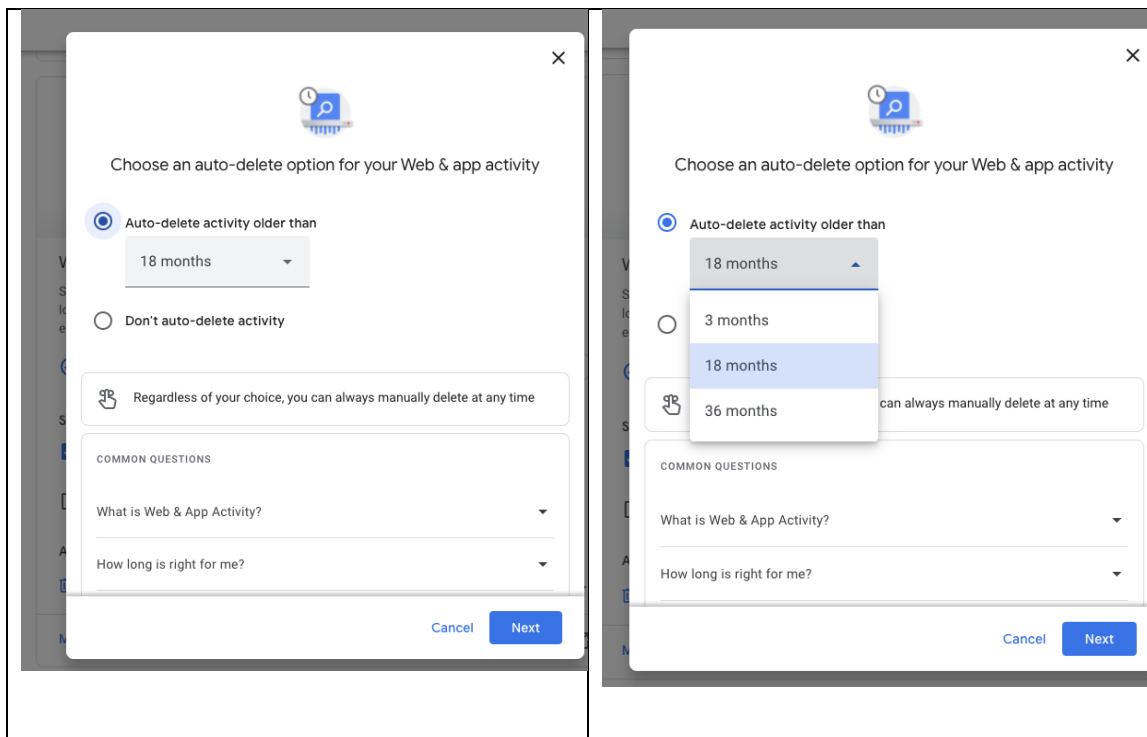 Choose an auto-delete option for your Web & app activity
Auto-delete activity older than
18 months
Don't auto-delete activity
Regardless of your choice, you can always manually delete at any time
COMMON QUESTIONS
What is Web & App Activity?
How long is right for me?
Cancel
Next
Choose an auto-delete option for your Web & app activity
Auto-delete activity older than
18 months
3 months
18 months
36 months
can always manually delete at any time
COMMON QUESTIONS
What is Web & App Activity?
How long is right for me?
Cancel
Next